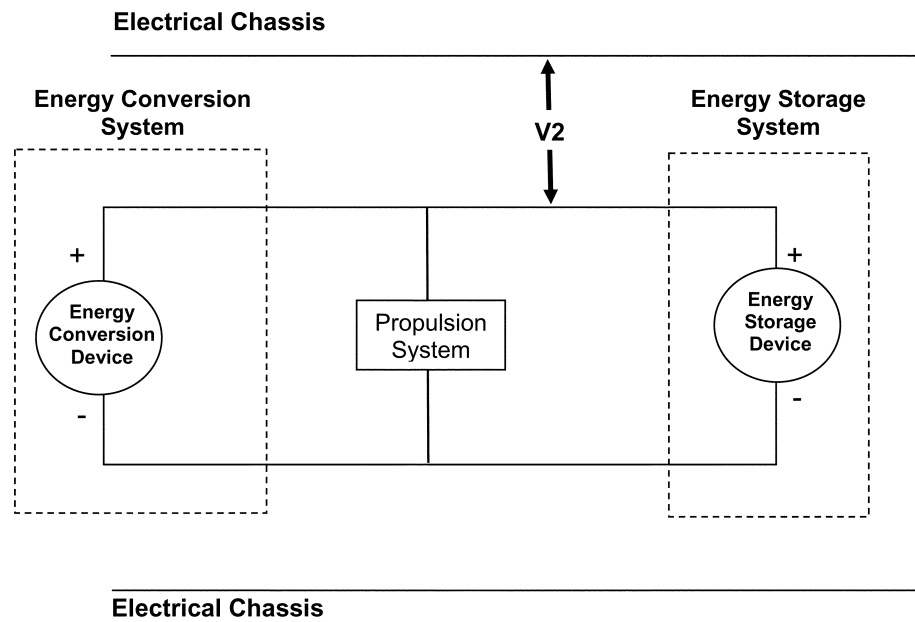 Electrical Chassis
Energy Conversion
System
Energy Storage
System
V2
+
+
Energy
Conversion
Device
Propulsion
System
Energy
Storage
Device
-
-
Electrical Chassis